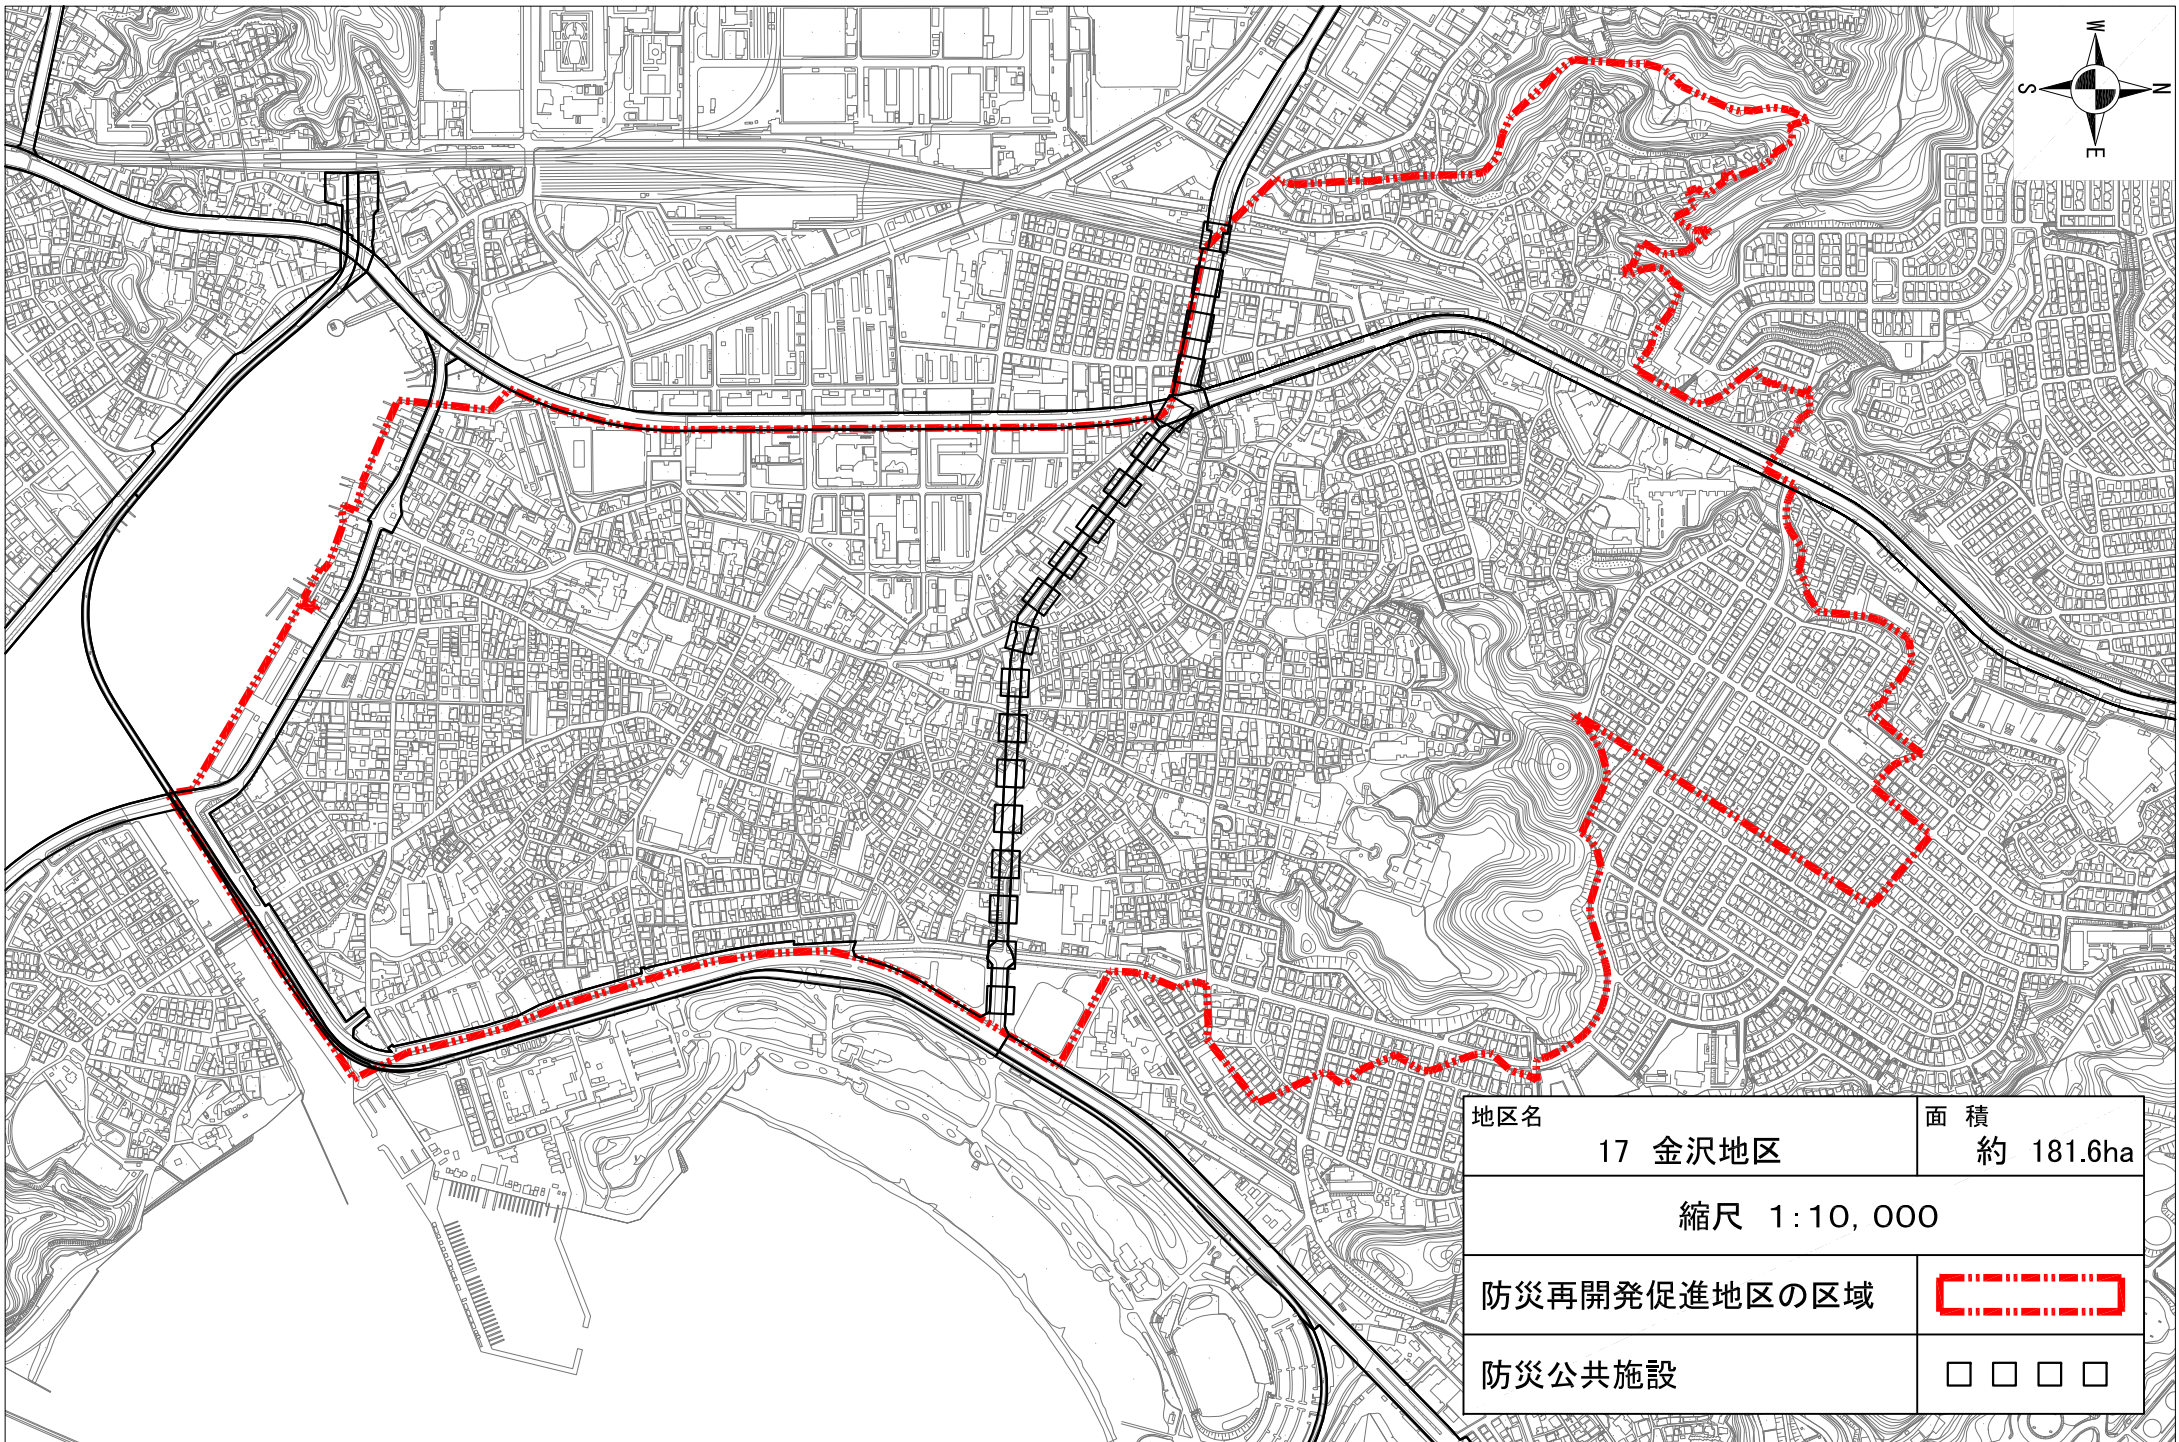 W
S N
E
地区名
17 金沢地区
面 積
約 181.6ha
縮尺 1:10,000
防災再開発促進地区の区域
防災公共施設